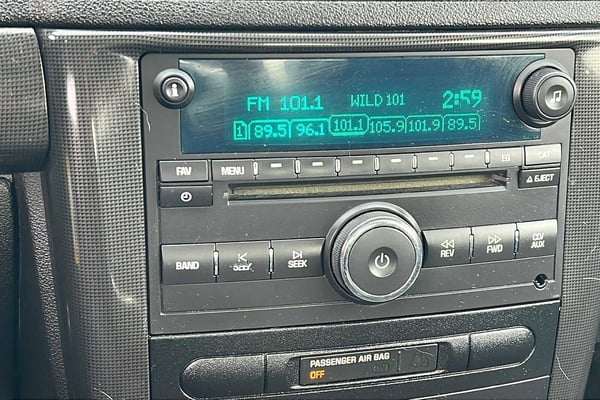 FM 101.1 WILD 101 2:59
1 89.5 96.1 101.1 105.9 101.9 89.5
FAV MENU EQ CAT
EJECT
BAND SEEK SEEK REV FWD CD/AUX
PASSENGER AIR BAG
OFF